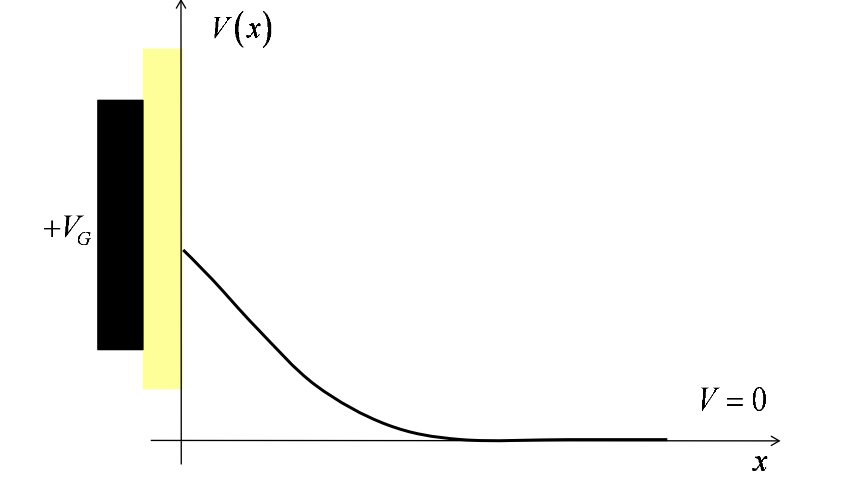 V(x)
+V_G
V = 0
x